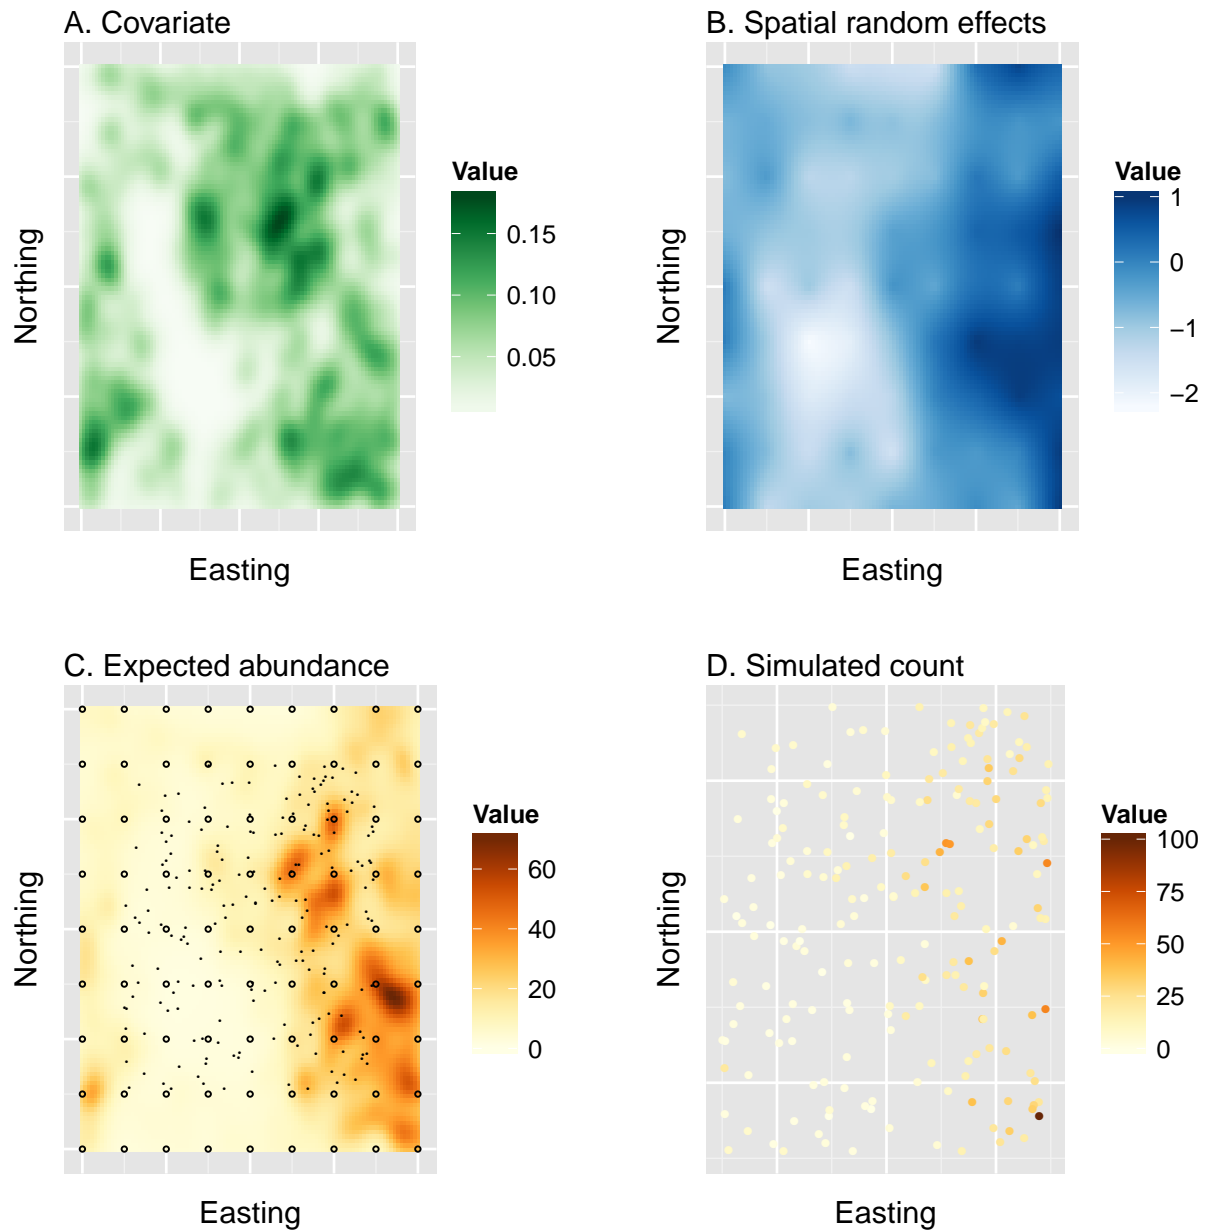 A. Covariate
Northing
Easting
Value
0.15
0.10
0.05
B. Spatial random effects
Northing
Easting
Value
1
0
−1
−2
C. Expected abundance
Northing
Easting
Value
60
40
20
0
D. Simulated count
Northing
Easting
Value
100
75
50
25
0